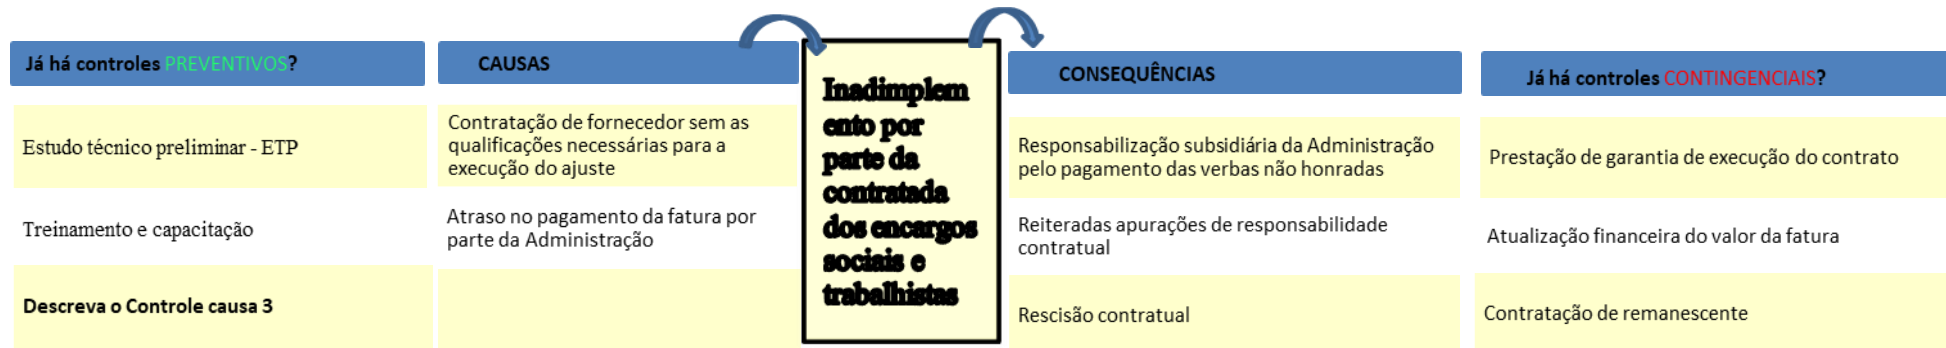 Já há controles PREVENTIVOS?
Estudo técnico preliminar - ETP
Treinamento e capacitação
Descreva o Controle causa 3
CAUSAS
Contratação de fornecedor sem as
qualificações necessárias para a
execução do ajuste
Atraso no pagamento da fatura por
parte da Administração
Inadimplem
ento por
parte da
contratada
dos encargos
sociais e
trabalhistas
CONSEQUÊNCIAS
Responsabilização subsidiária da Administração
pelo pagamento das verbas não honradas
Reiteradas apurações de responsabilidade
contratual
Rescisão contratual
Já há controles CONTINGENCIAIS?
Prestação de garantia de execução do contrato
Atualização financeira do valor da fatura
Contratação de remanescente